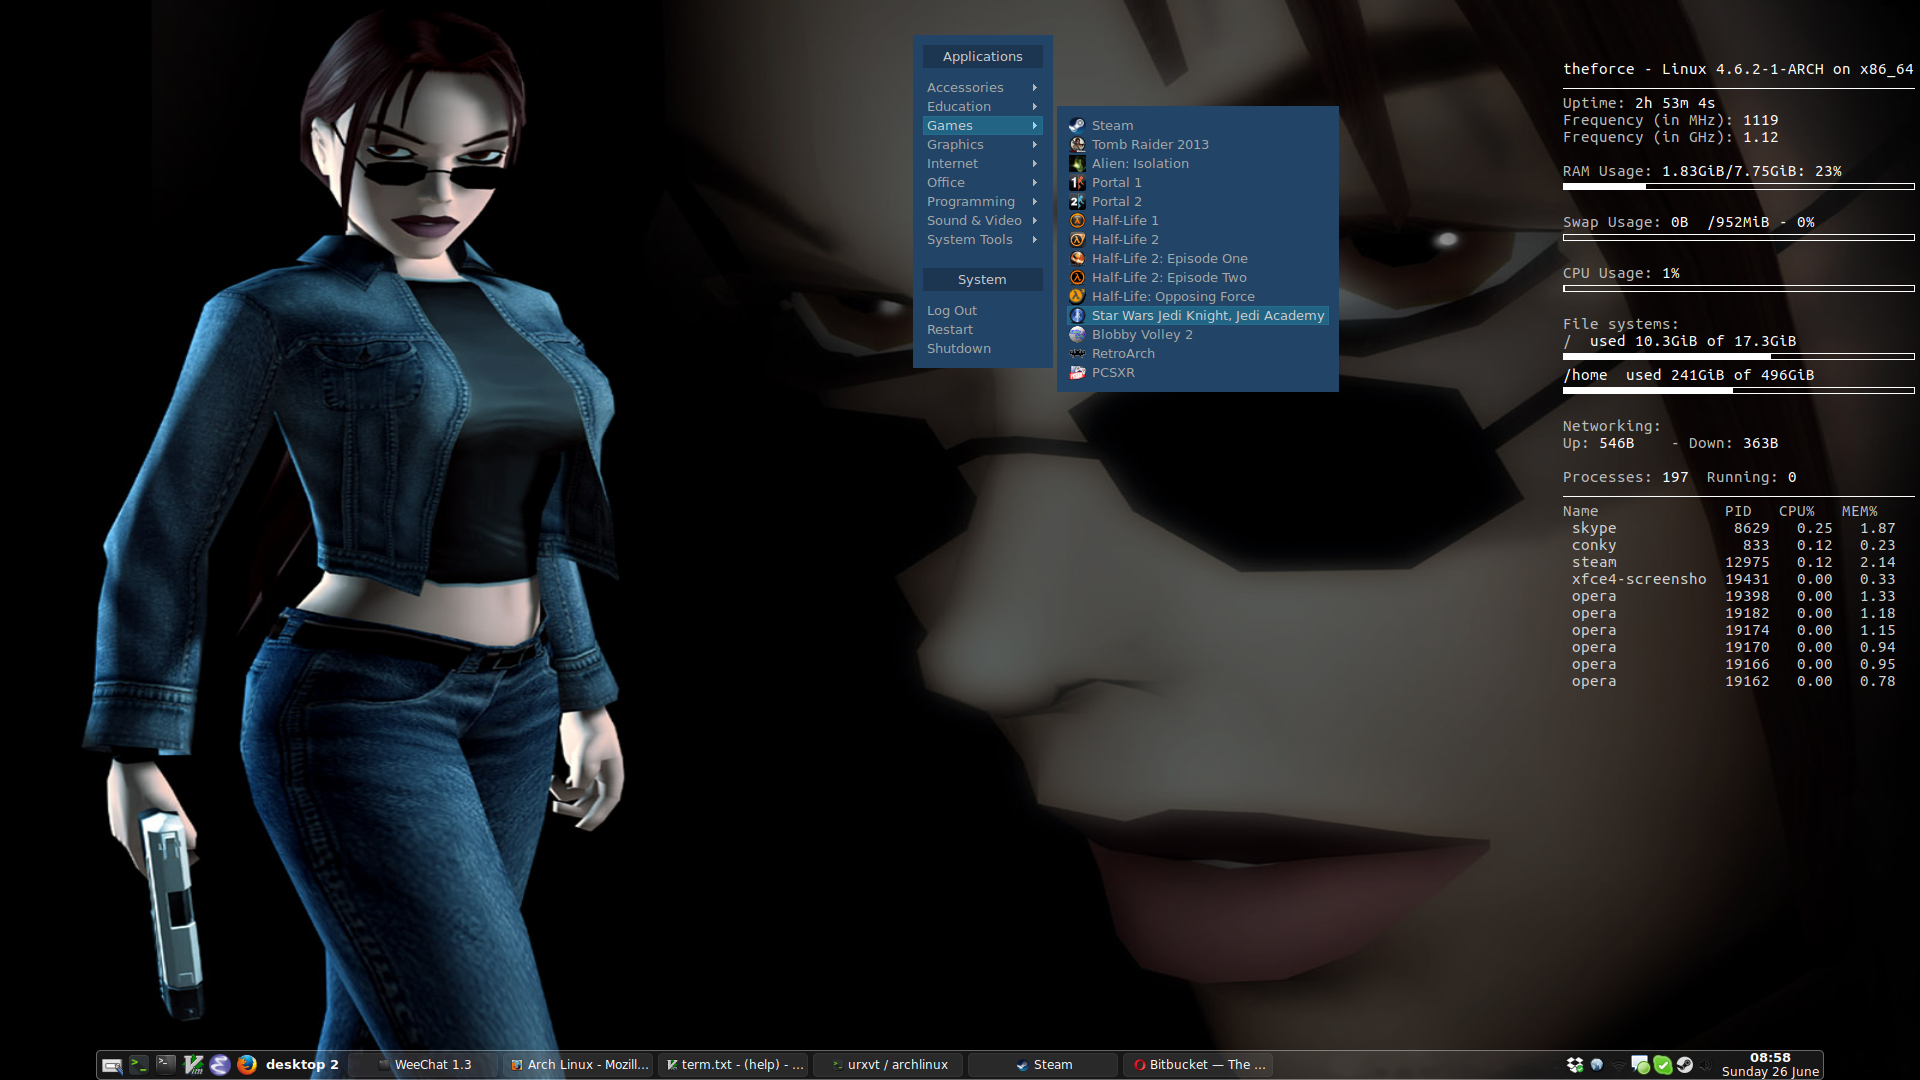 Applications
Accessories
Education
Games
Graphics
Internet
Office
Programming
Sound & Video
System Tools
System
Log Out
Restart
Shutdown
Steam
Tomb Raider 2013
Alien: Isolation
Portal 1
Portal 2
Half-Life 1
Half-Life 2
Half-Life 2: Episode One
Half-Life 2: Episode Two
Half-Life: Opposing Force
Star Wars Jedi Knight, Jedi Academy
Blobby Volley 2
RetroArch
PCSXR
theforce - Linux 4.6.2-1-ARCH on x86_64
Uptime: 2h 53m 4s
Frequency (in MHz): 1119
Frequency (in GHz): 1.12
RAM Usage: 1.83GiB/7.75GiB: 23%
Swap Usage: 0B /952MiB - 0%
CPU Usage: 1%
File systems:
/ used 10.3GiB of 17.3GiB
/home used 241GiB of 496GiB
Networking:
Up: 546B - Down: 363B
Processes: 197 Running: 0
Name PID CPU% MEM%
skype 8629 0.25 1.87
conky 833 0.12 0.23
steam 12975 0.12 2.14
xfce4-screensho 19431 0.00 0.33
opera 19398 0.00 1.33
opera 19182 0.00 1.18
opera 19174 0.00 1.15
opera 19170 0.00 0.94
opera 19166 0.00 0.95
opera 19162 0.00 0.78
desktop 2
WeeChat 1.3
Arch Linux - Mozill...
term.txt - (help) - ...
urxvt / archlinux
Steam
Bitbucket — The ...
08:58
Sunday 26 June